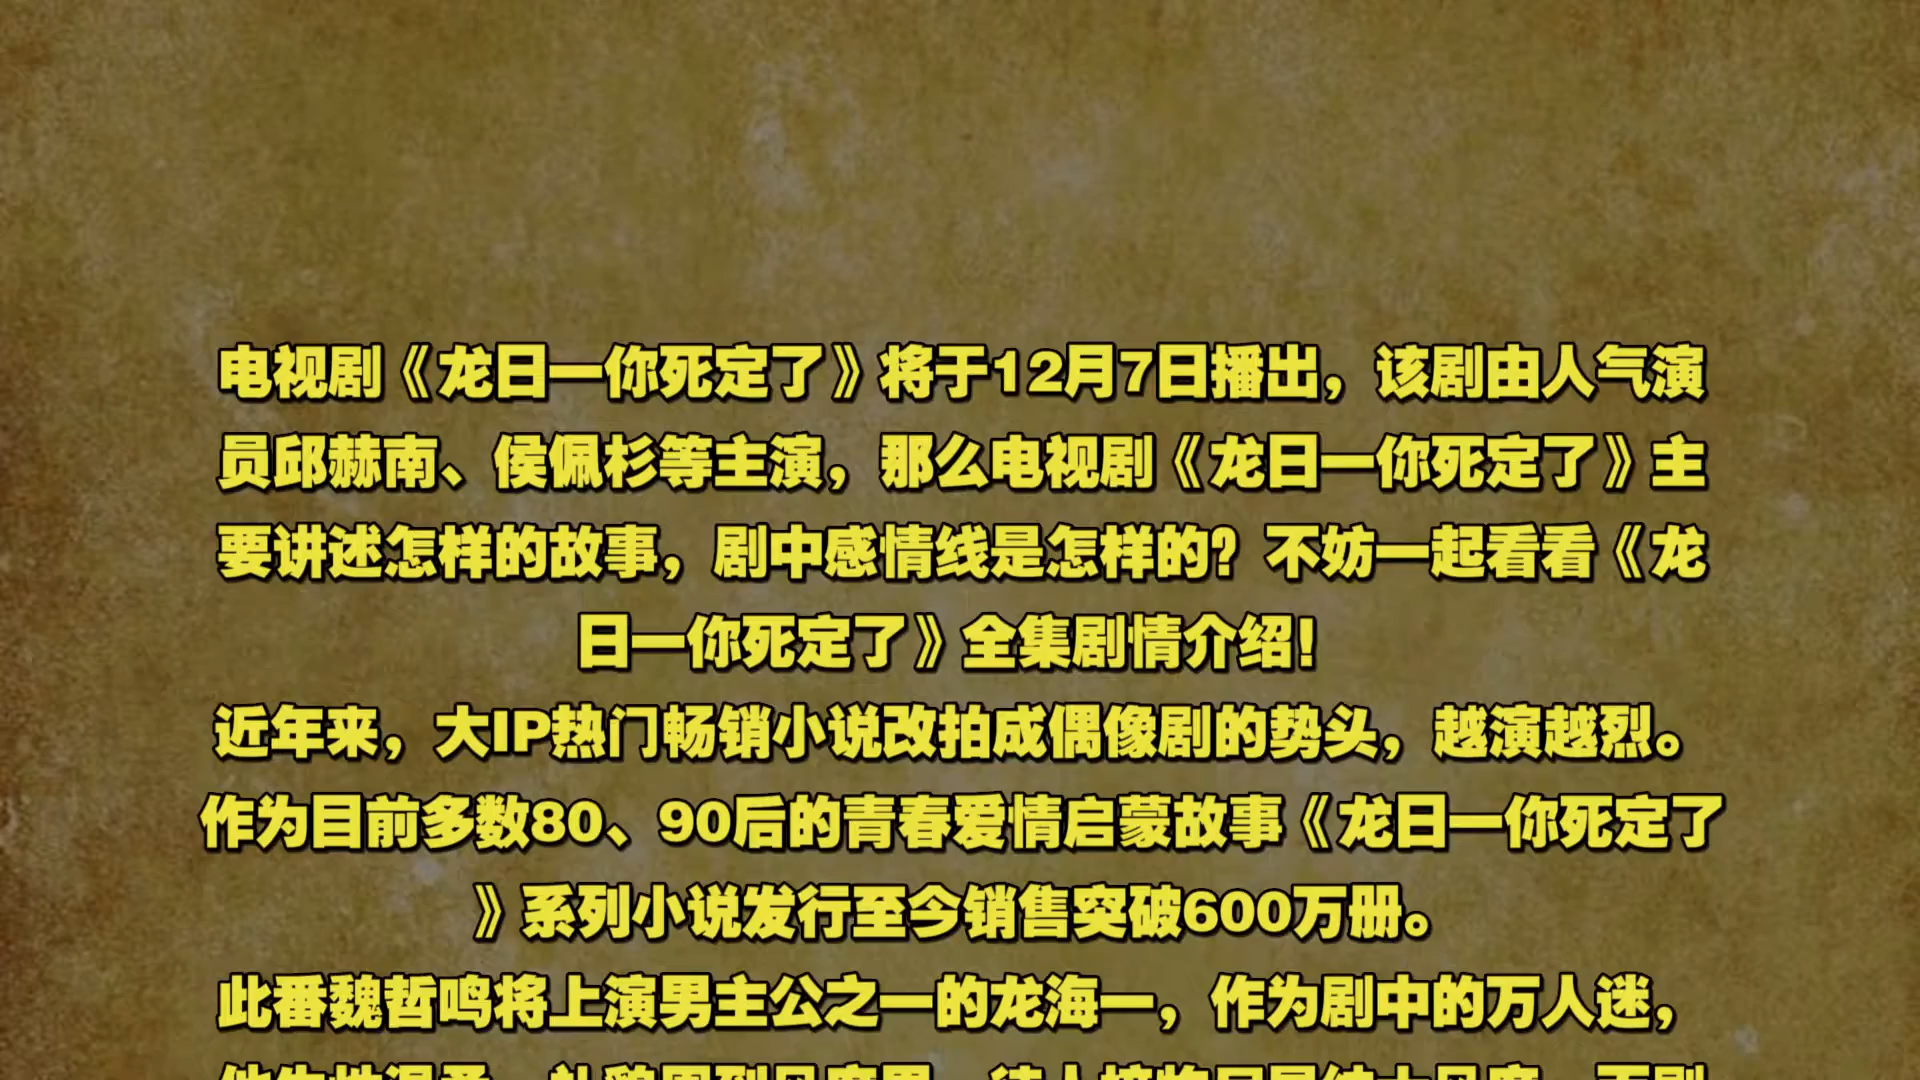 电视剧《龙日一你死定了》将于12月7日播出，该剧由人气演
员邱赫南、侯佩杉等主演，那么电视剧《龙日一你死定了》主
要讲述怎样的故事，剧中感情线是怎样的？不妨一起看看《龙
日一你死定了》全集剧情介绍！
近年来，大IP热门畅销小说改拍成偶像剧的势头，越演越烈。
作为目前多数80、90后的青春爱情启蒙故事《龙日一你死定了
》系列小说发行至今销售突破600万册。
此番魏哲鸣将上演男主公之一的龙海一，作为剧中的万人迷，